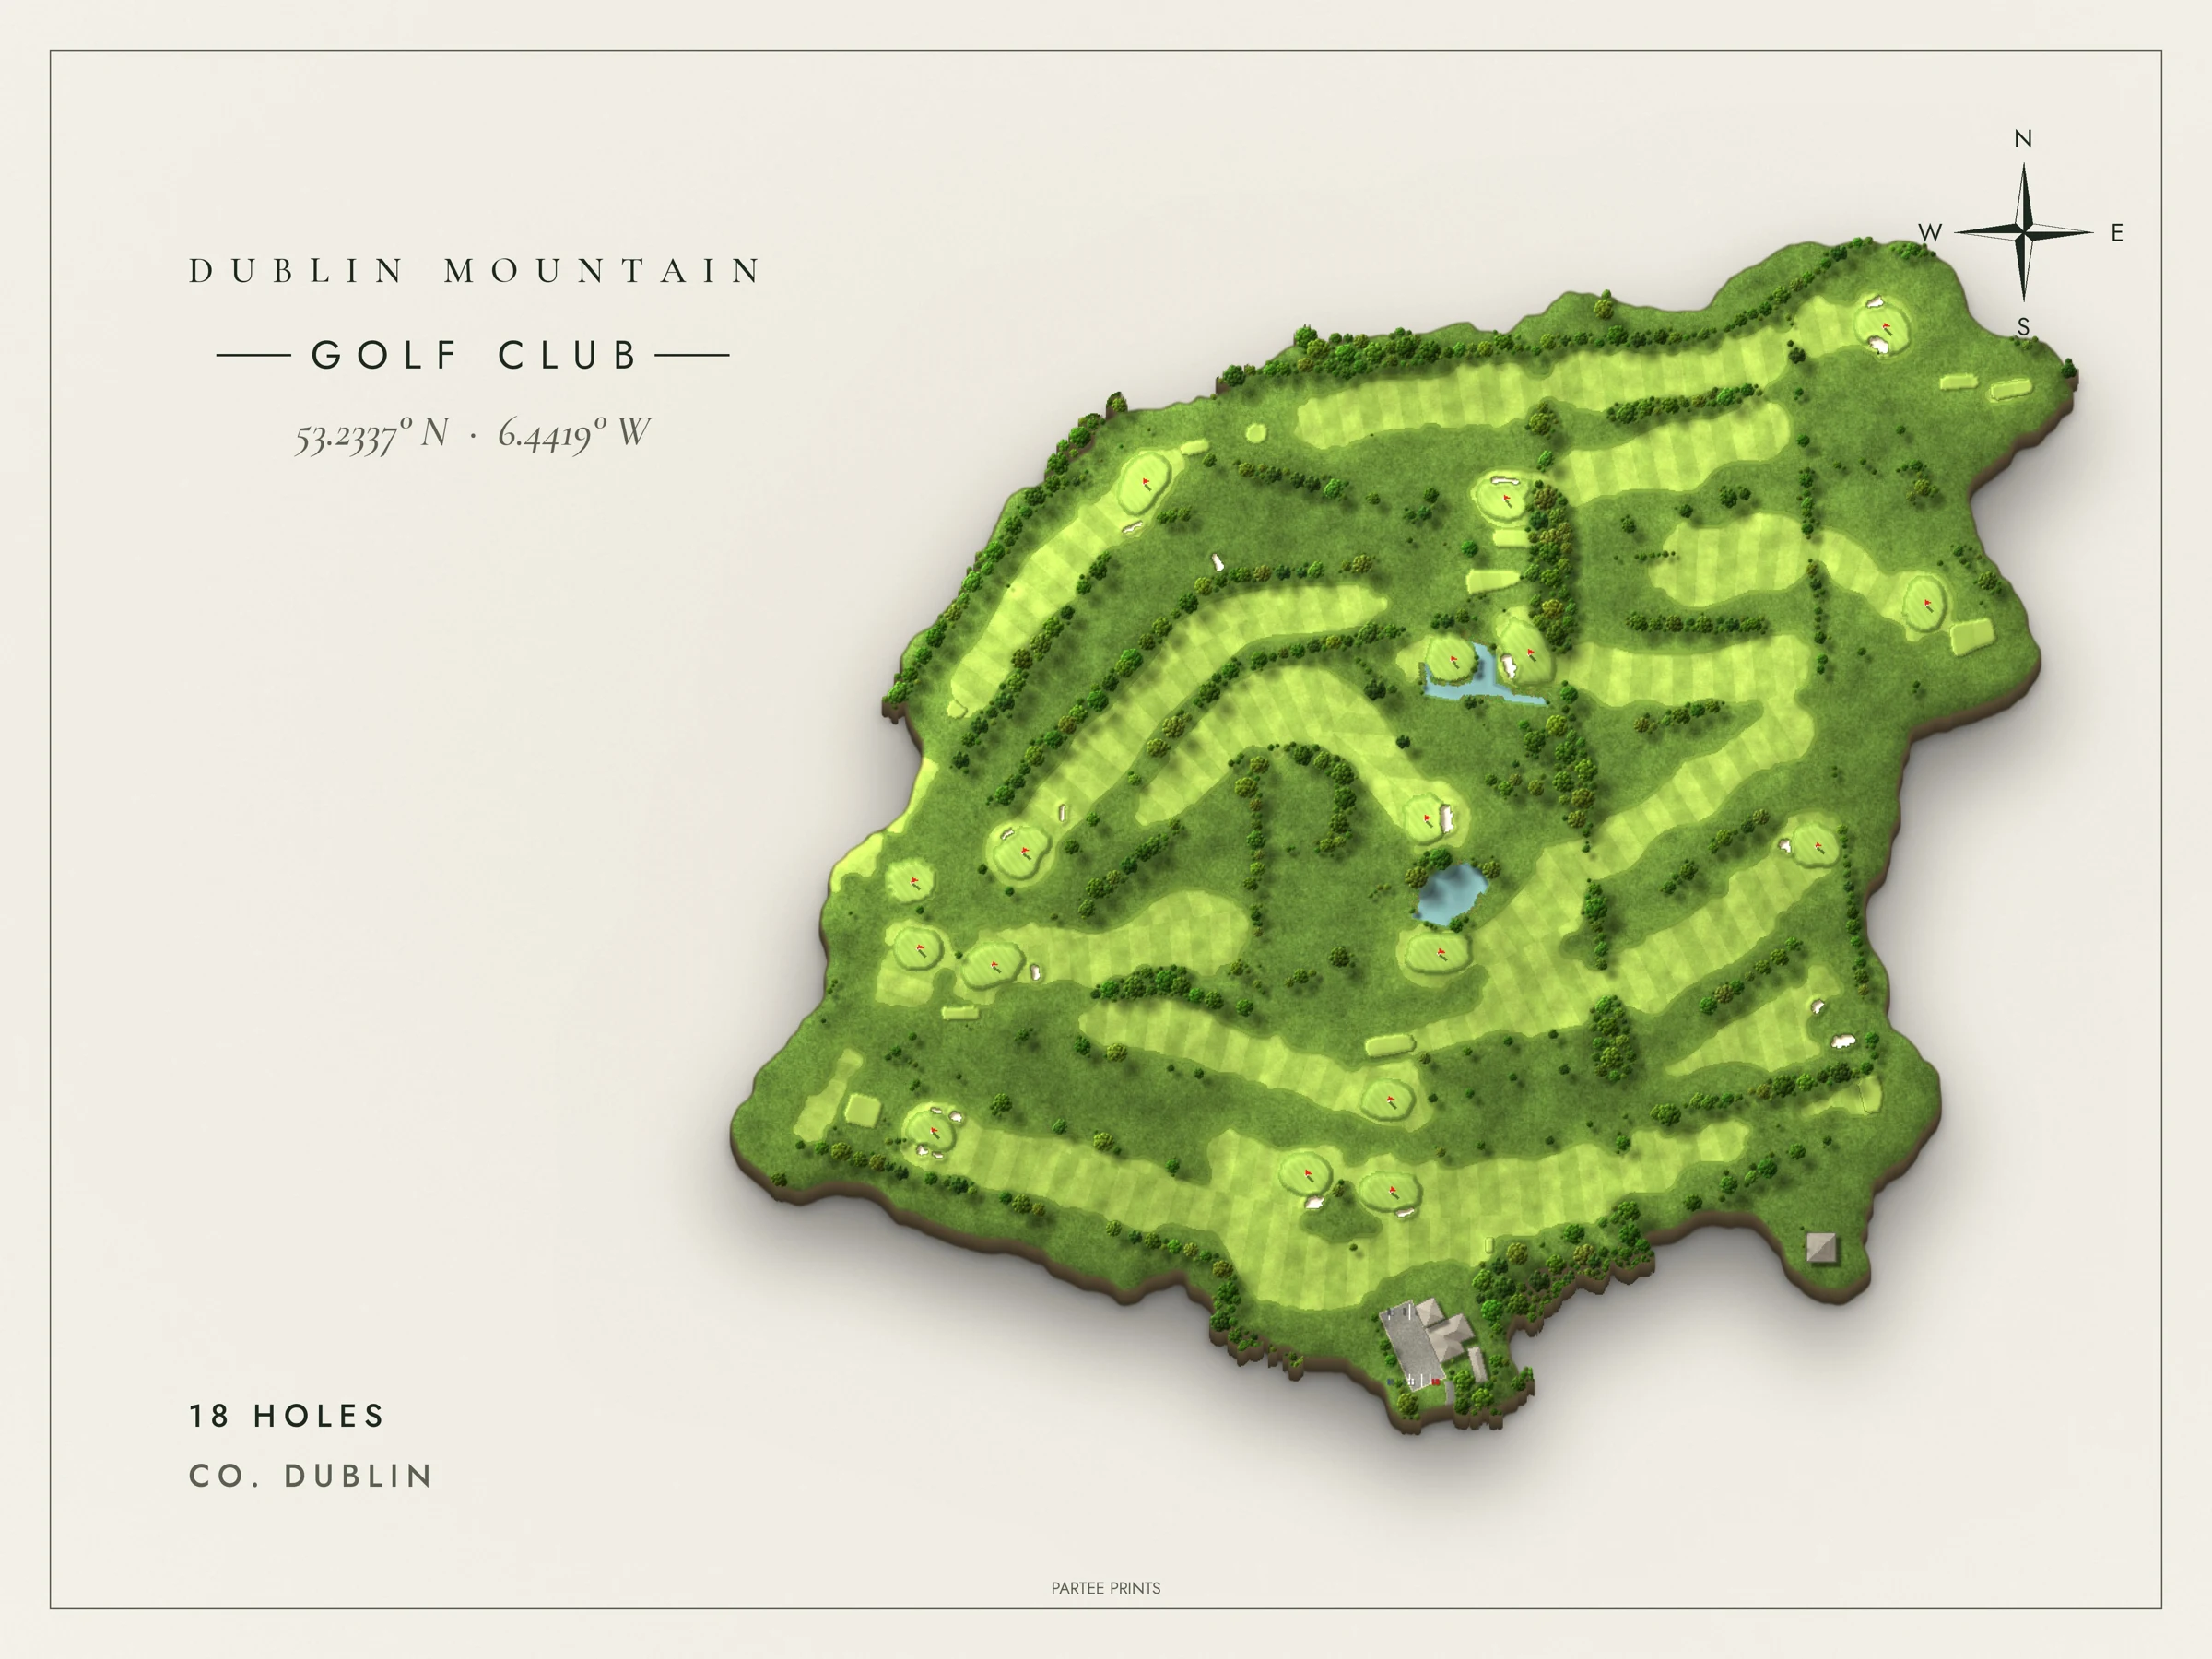 N
W E
S
DUBLIN MOUNTAIN
GOLF CLUB
53.2337° N · 6.4419° W
18 HOLES
CO. DUBLIN
PARTEE PRINTS